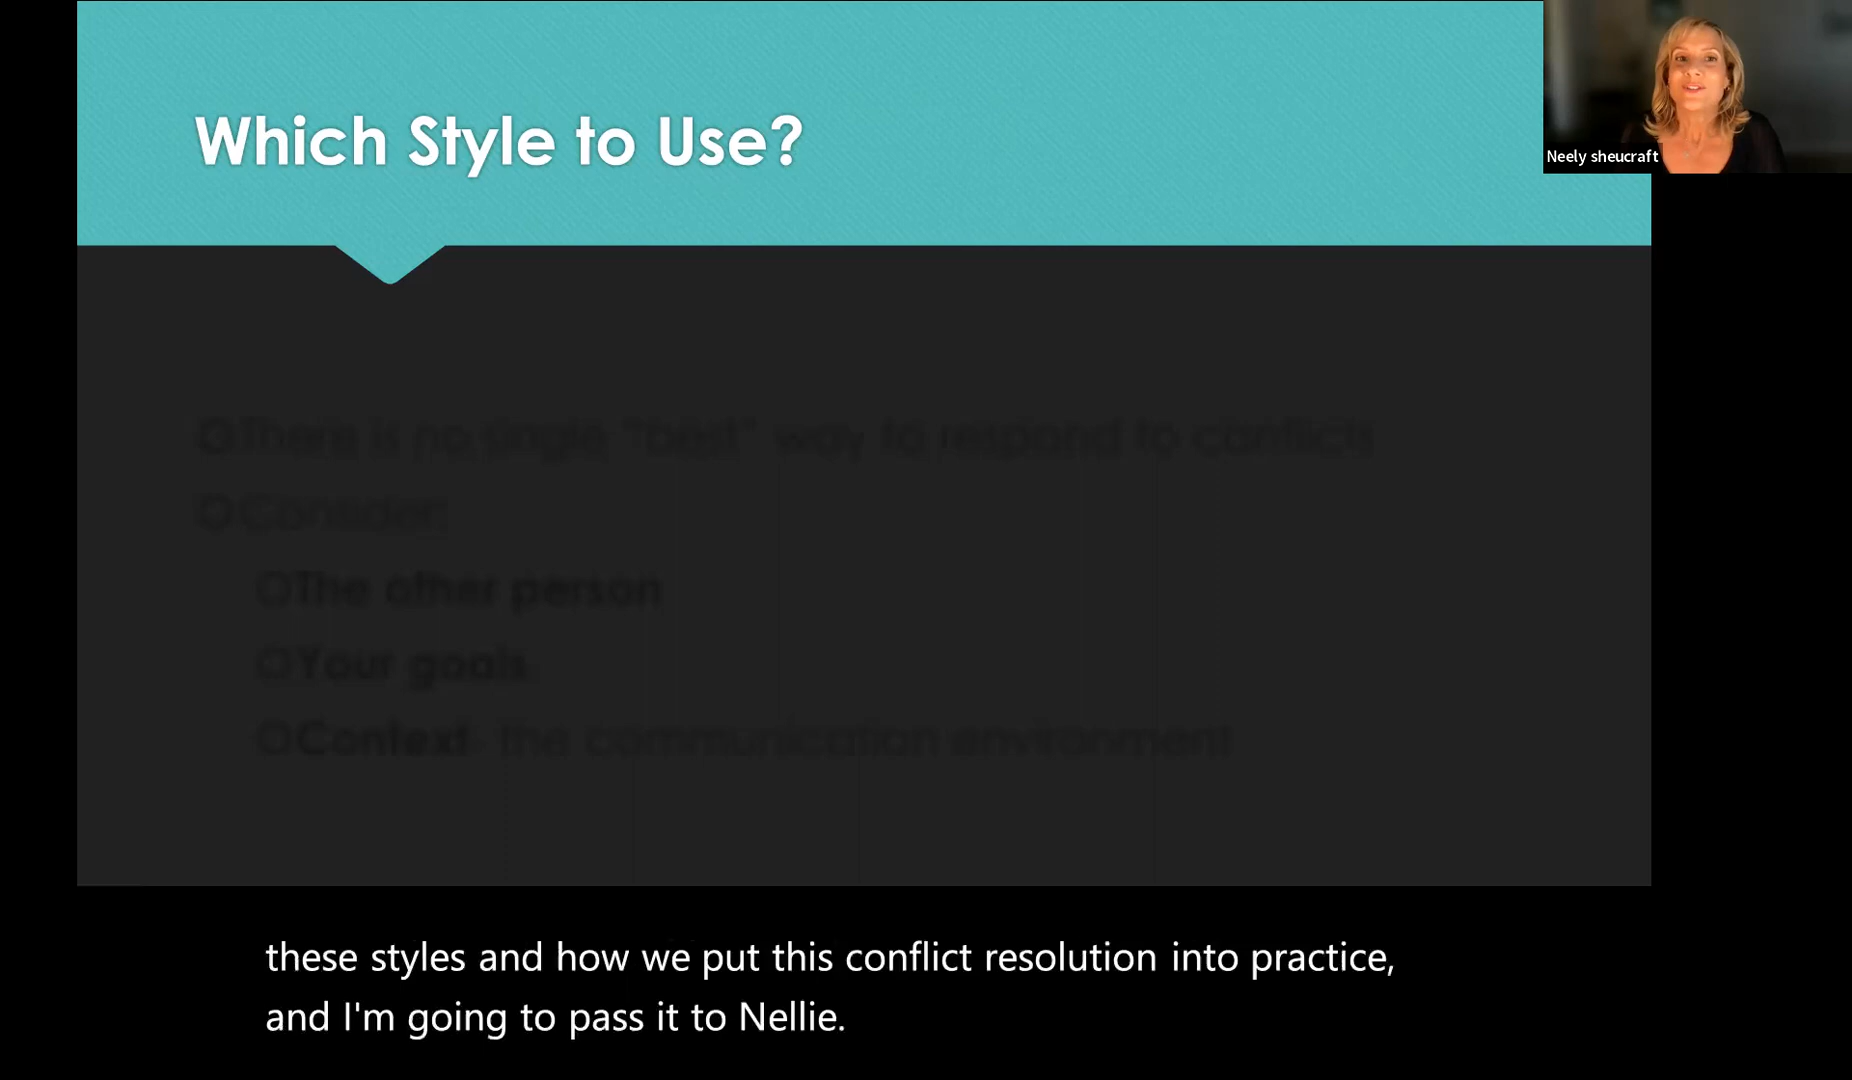 Which Style to Use?
Neely sheucraft
There is no single "best" way to respond to conflicts
Consider:
The other person
Your goals
Context the communication environment
these styles and how we put this conflict resolution into practice,
and I'm going to pass it to Nellie.